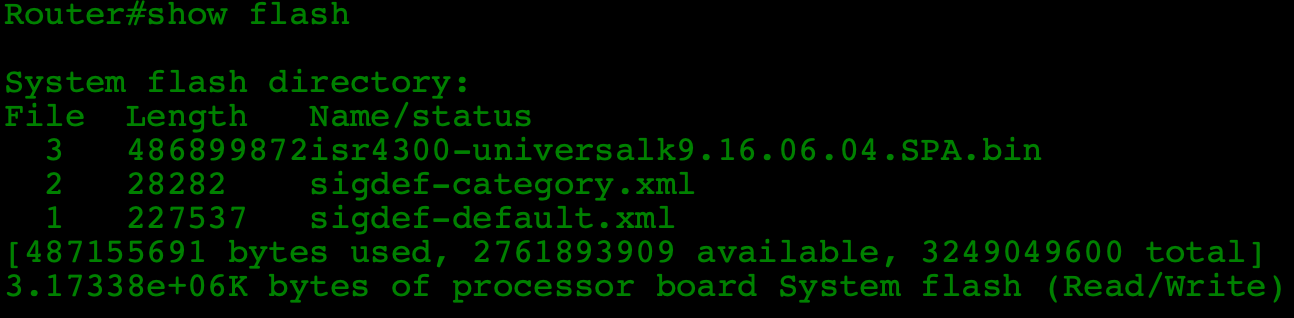 Router#show flash
System flash directory:
File  Length   Name/status
  3   486899872isr4300-universalk9.16.06.04.SPA.bin
  2   28282    sigdef-category.xml
  1   227537   sigdef-default.xml
[487155691 bytes used, 2761893909 available, 3249049600 total]
3.17338e+06K bytes of processor board System flash (Read/Write)